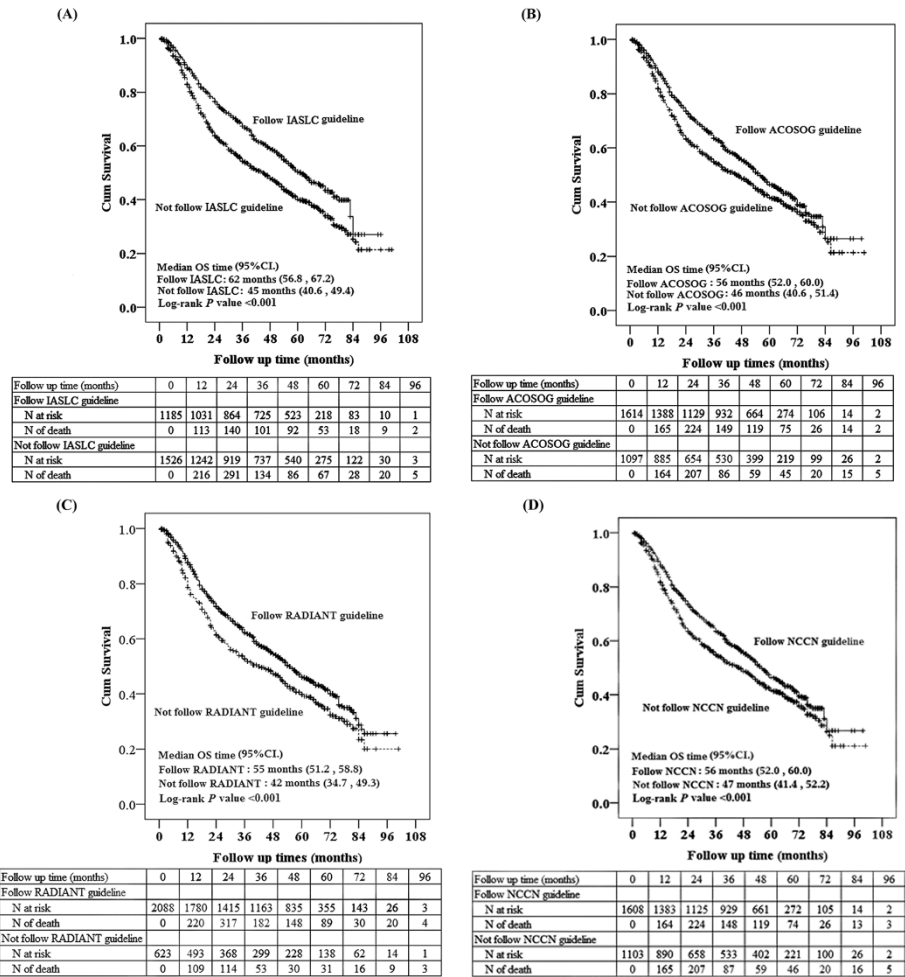 (A)
Cum Survival
1.0
0.8
0.6
0.4
0.2
0.0
Follow IASLC guideline
Not follow IASLC guideline
Median OS time (95%CI.)
Follow IASLC: 62 months (56.8 , 67.2)
Not follow IASLC: 45 months (40.6 , 49.4)
Log-rank P value <0.001
0 12 24 36 48 60 72 84 96 108
Follow up time (months)
Follow up time (months) 0 12 24 36 48 60 72 84 96
Follow IASLC guideline
N at risk 1185 1031 864 725 523 218 83 10 1
N of death 0 113 140 101 92 53 18 9 2
Not follow IASLC guideline
N at risk 1526 1242 919 737 540 275 122 30 3
N of death 0 216 291 134 86 67 28 20 5
(B)
Cum Survival
1.0
0.8
0.6
0.4
0.2
0.0
Follow ACOSOG guideline
Not follow ACOSOG guideline
Median OS time (95%CI)
Follow ACOSOG : 56 months (52.0 , 60.0)
Not follow ACOSOG : 46 months (40.6 , 51.4)
Log-rank P value <0.001
0 12 24 36 48 60 72 84 96 108
Follow up times (months)
Follow up time (months) 0 12 24 36 48 60 72 84 96
Follow ACOSOG guideline
N at risk 1614 1388 1129 932 664 274 106 14 2
N of death 0 165 224 149 119 75 26 14 2
Not follow ACOSOG guideline
N at risk 1097 885 654 530 399 219 99 26 2
N of death 0 164 207 86 59 45 20 15 5
(C)
Cum Survival
1.0
0.8
0.6
0.4
0.2
0.0
Follow RADIANT guideline
Not follow RADIANT guideline
Median OS time (95%CI.)
Follow RADIANT : 55 months (51.2 , 58.8)
Not follow RADIANT : 42 months (34.7 , 49.3)
Log-rank P value <0.001
0 12 24 36 48 60 72 84 96 108
Follow up times (months)
Follow up time (months) 0 12 24 36 48 60 72 84 96
Follow RADIANT guideline
N at risk 2088 1780 1415 1163 835 355 143 26 3
N of death 0 220 317 182 148 89 30 20 4
Not follow RADIANT guideline
N at risk 623 493 368 299 228 138 62 14 1
N of death 0 109 114 53 30 31 16 9 3
(D)
Cum Survival
1.0
0.8
0.6
0.4
0.2
0.0
Follow NCCN guideline
Not follow NCCN guideline
Median OS time (95%CI)
Follow NCCN : 56 months (52.0 , 60.0)
Not follow NCCN : 47 months (41.4 , 52.2)
Log-rank P value <0.001
0 12 24 36 48 60 72 84 96 108
Follow up time (months)
Follow up time (months) 0 12 24 36 48 60 72 84 96
Follow NCCN guideline
N at risk 1608 1383 1125 929 661 272 105 14 2
N of death 0 164 224 148 119 74 26 13 3
Not follow NCCN guideline
N at risk 1103 890 658 533 402 221 100 26 2
N of death 0 165 207 87 59 46 20 16 5